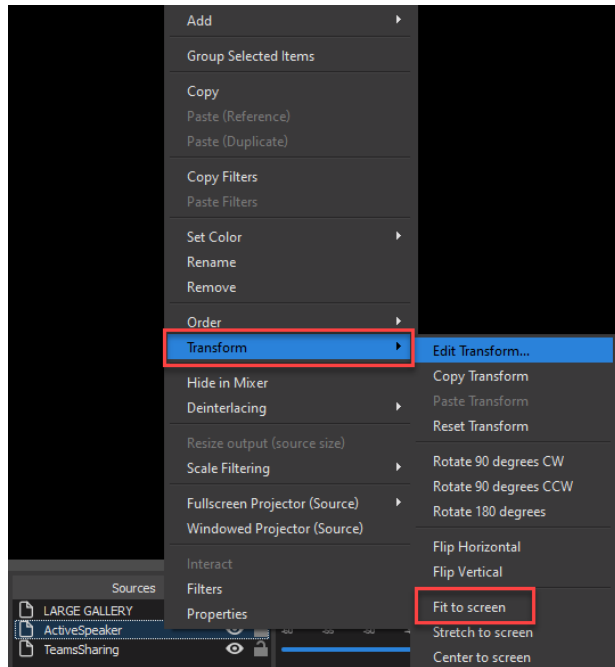 Add
Group Selected Items
Copy
Paste (Reference)
Paste (Duplicate)
Copy Filters
Paste Filters
Set Color
Rename
Remove
Order
Transform
Hide in Mixer
Deinterlacing
Resize output (source size)
Scale Filtering
Fullscreen Projector (Source)
Windowed Projector (Source)
Interact
Filters
Properties
Edit Transform...
Copy Transform
Paste Transform
Reset Transform
Rotate 90 degrees CW
Rotate 90 degrees CCW
Rotate 180 degrees
Flip Horizontal
Flip Vertical
Fit to screen
Stretch to screen
Center to screen
Sources
LARGE GALLERY
ActiveSpeaker
TeamsSharing